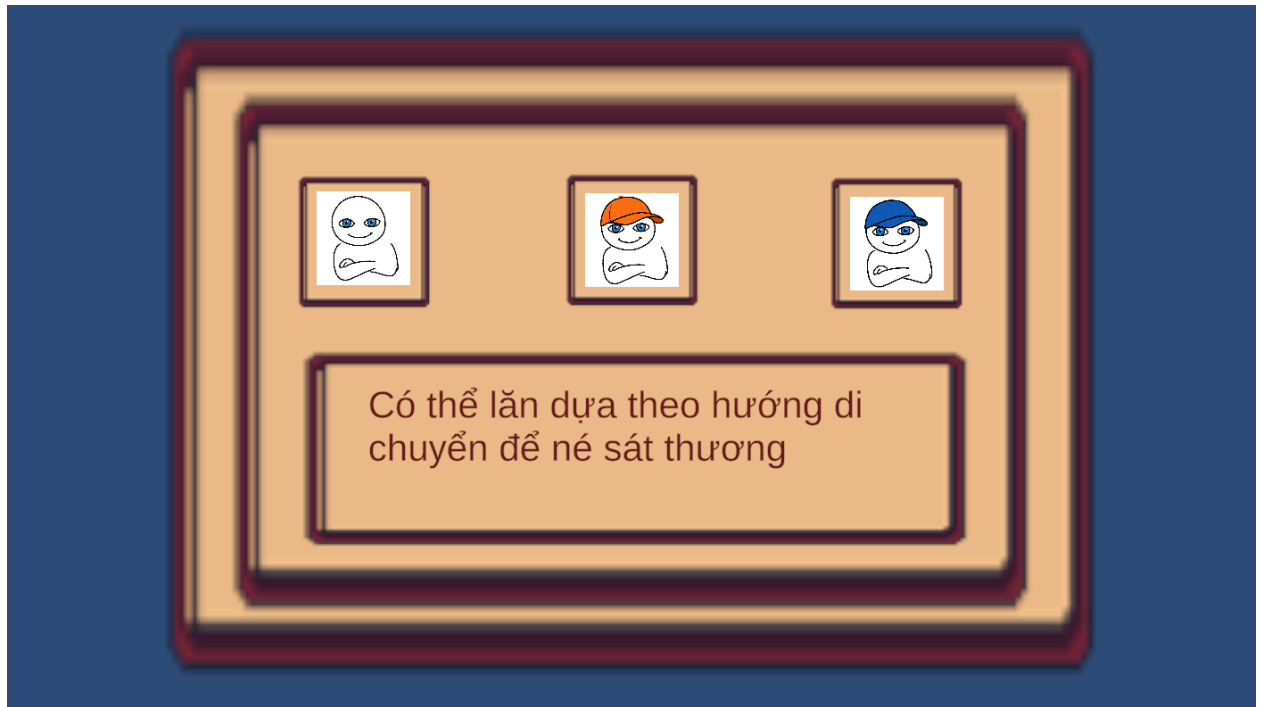 Có thể lăn dựa theo hướng di
chuyển để né sát thương